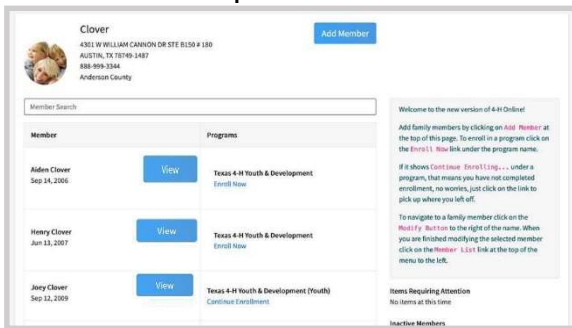 Clover
4301 W WILLIAM CANNON DR STE B150 # 180
AUSTIN, TX 78749-1487
888-999-3344
Anderson County
Add Member
Member Search
Member Programs
Aiden Clover
Sep 14, 2006
View
Texas 4-H Youth & Development
Enroll Now
Henry Clover
Jun 13, 2007
View
Texas 4-H Youth & Development
Enroll Now
Joey Clover
Sep 12, 2009
View
Texas 4-H Youth & Development (Youth)
Continue Enrollment
Welcome to the new version of 4-H Online!
Add family members by clicking on Add Member at
the top of this page. To enroll in a program click on
the Enroll Now link under the program name.
If it shows Continue Enrolling... under a
program, that means you have not completed
enrollment, no worries, just click on the link to
pick up where you left off.
To navigate to a family member click on the
Modify Button to the right of the name. When
you are finished modifying the selected member
click on the Member List link at the top of the
menu to the left.
Items Requiring Attention
No items at this time
Inactive Members